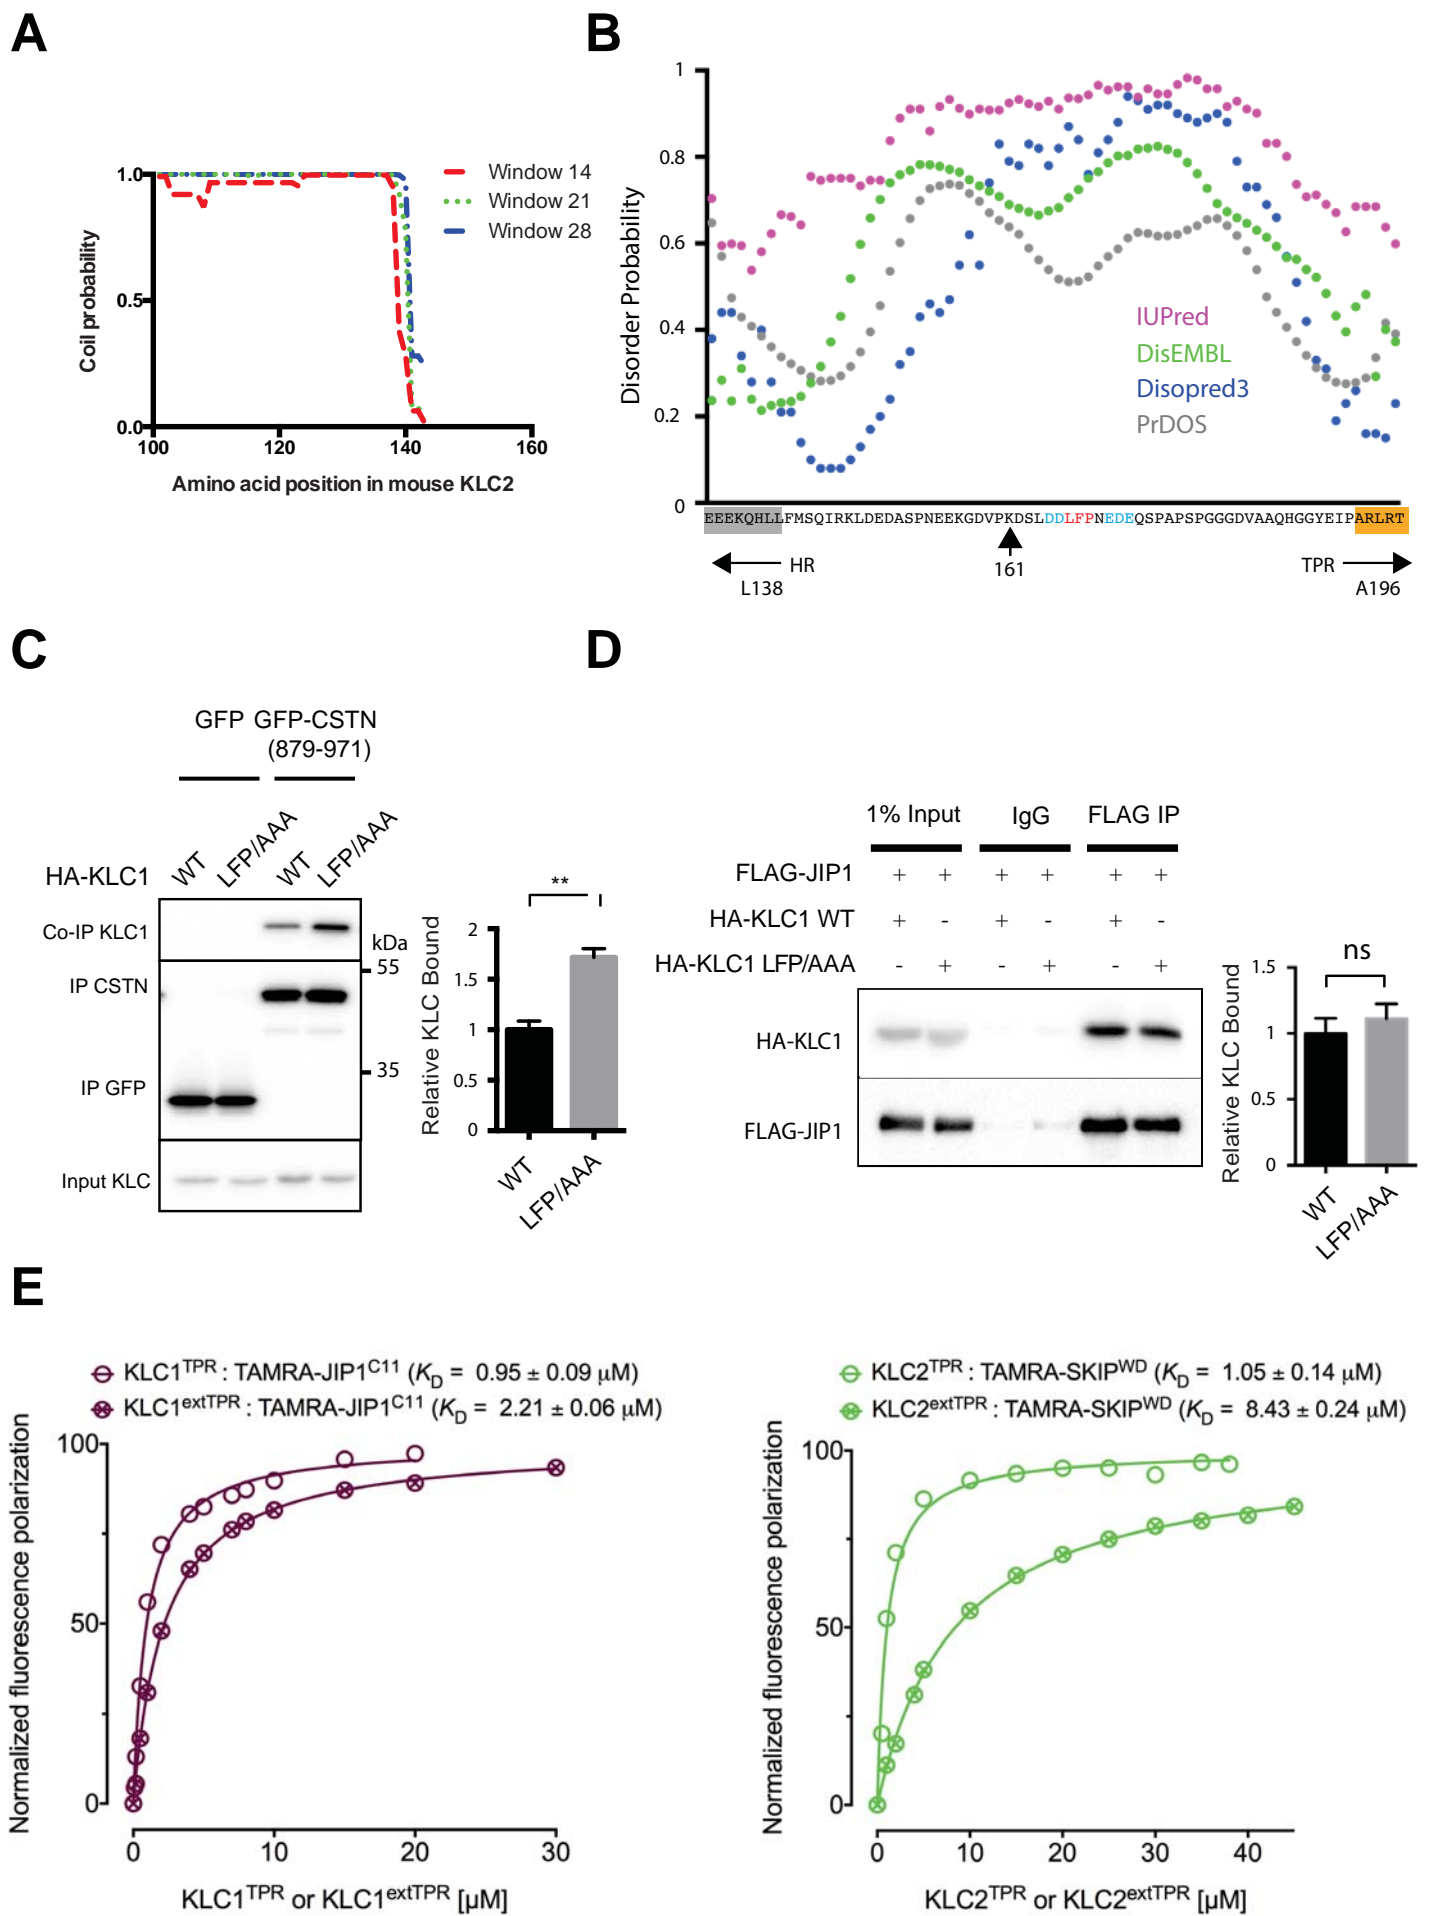 A
Coil probability
1.0
0.5
0.0
100
120
140
160
Amino acid position in mouse KLC2
Window 14
Window 21
Window 28
B
Disorder Probability
1
0.8
0.6
0.4
0.2
0
IUPred
DisEMBL
Disopred3
PrDOS
EEEKQHLLFMSQIRKLDEDASPNEEKGDVPKDSLDDLFPNEDEQSPAPSPGGGDVAAQHGGYEIPARLRT
HR
L138
161
TPR
A196
C
GFP GFP-CSTN
(879-971)
HA-KLC1 WT LFP/AAA WT LFP/AAA
Co-IP KLC1
kDa
55
IP CSTN
35
IP GFP
Input KLC
Relative KLC Bound
2
1.5
1
0.5
0
**
WT
LFP/AAA
D
1% Input IgG FLAG IP
FLAG-JIP1 + + + + + +
HA-KLC1 WT + - + - + -
HA-KLC1 LFP/AAA - + - + - +
HA-KLC1
FLAG-JIP1
Relative KLC Bound
1.5
1
0.5
0
ns
WT
LFP/AAA
E
KLC1TPR : TAMRA-JIP1C11 (KD = 0.95 ± 0.09 µM)
KLC1extTPR : TAMRA-JIP1C11 (KD = 2.21 ± 0.06 µM)
Normalized fluorescence polarization
100
50
0
0
10
20
30
KLC1TPR or KLC1extTPR [µM]
KLC2TPR : TAMRA-SKIPWD (KD = 1.05 ± 0.14 µM)
KLC2extTPR : TAMRA-SKIPWD (KD = 8.43 ± 0.24 µM)
Normalized fluorescence polarization
100
50
0
0
10
20
30
40
KLC2TPR or KLC2extTPR [µM]